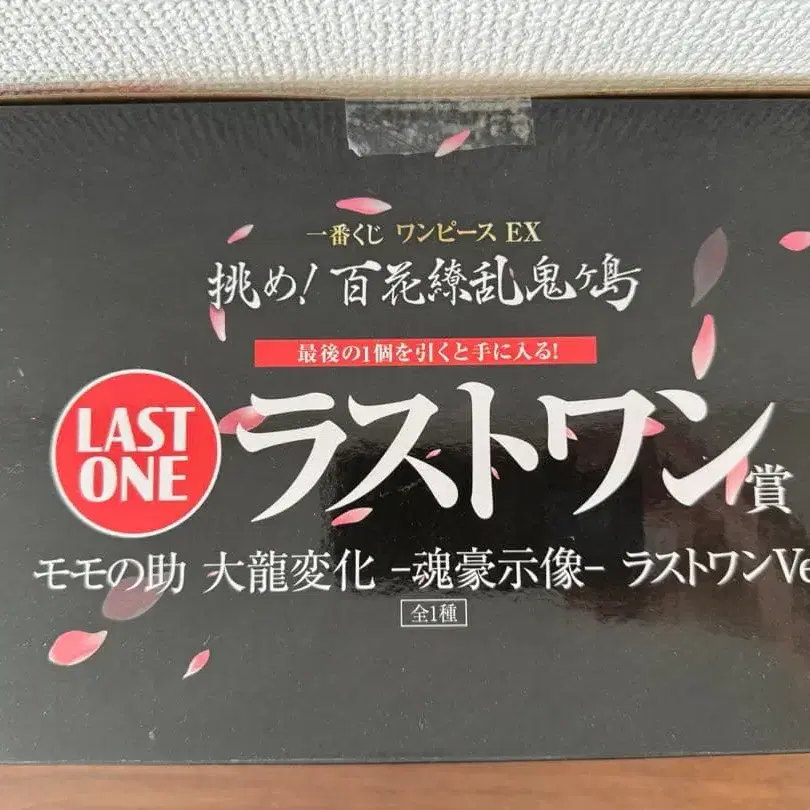 一番くじ ワンピース EX
挑め!百花繚乱鬼ヶ島
最後の1個を引くと手に入る!
LAST
ONE
ラストワン賞
モモの助 大龍変化 -魂豪示像- ラストワンVe
全1種